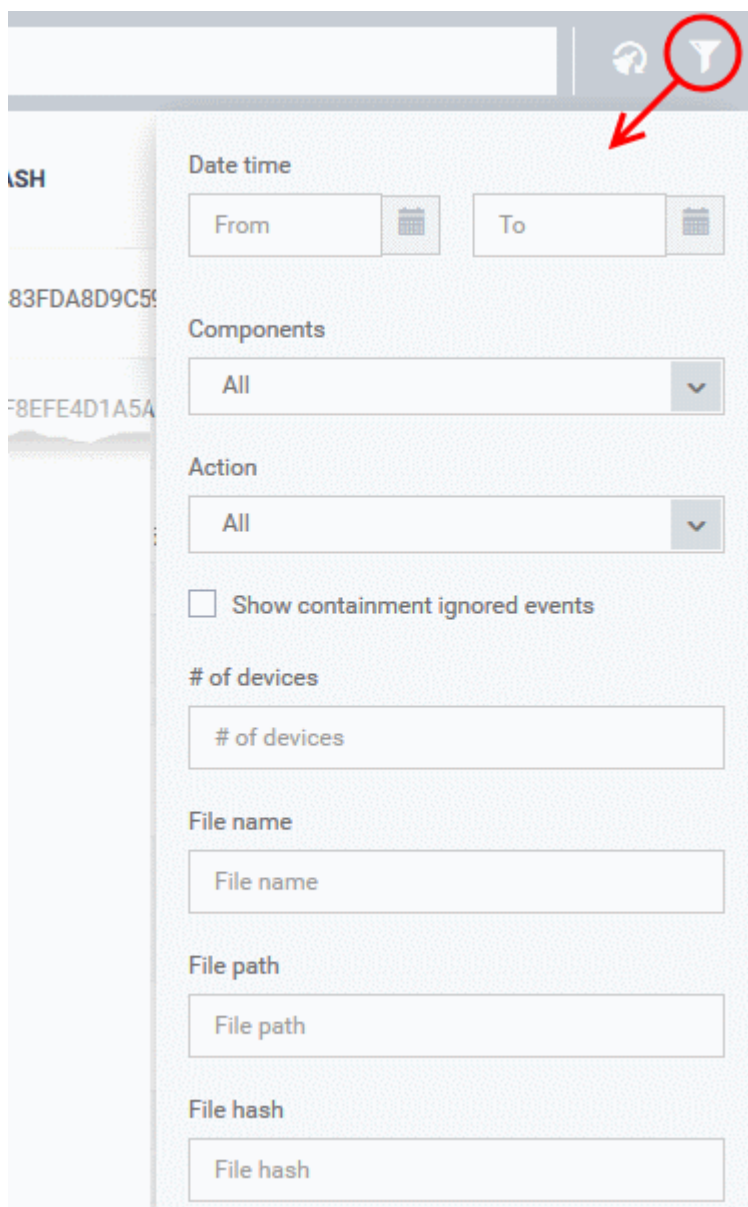 Date time
ASH
From
To
83FDA8D9C59
Components
All
F8EFE4D1A5A
Action
All
Show containment ignored events
# of devices
# of devices
File name
File name
File path
File path
File hash
File hash